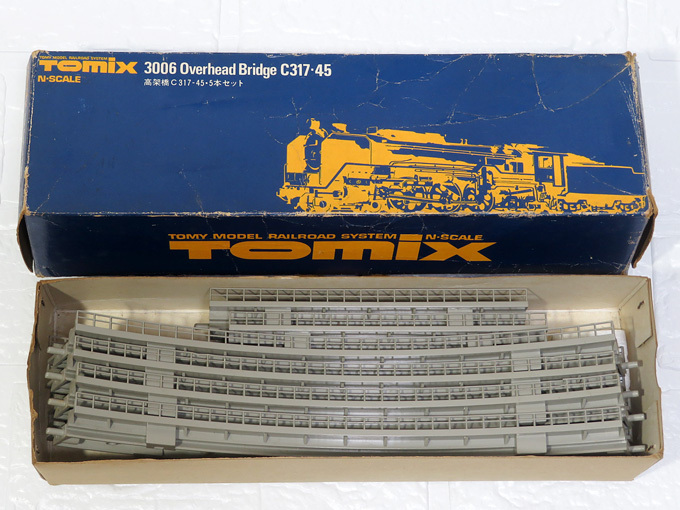 TOMY MODEL RAILROAD SYSTEM
TOMIX
N-SCALE
3006 Overhead Bridge C317-45
高架橋C317-45・5本セット
TOMY MODEL RAILROAD SYSTEM N-SCALE
TOMIX